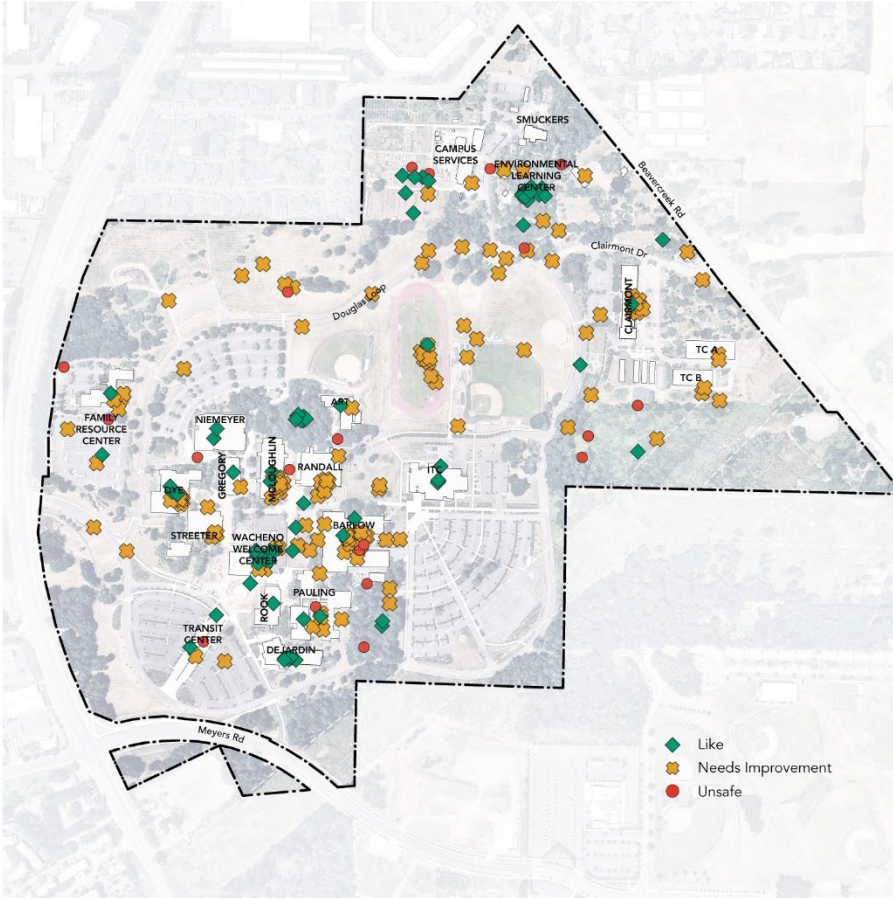 SMUCKERS
CAMPUS
SERVICES
ENVIRONMENTAL
LEARNING
CENTER
Beavercreek Rd
Clairmont Dr
CLAIRMONT
Douglas Loop
TC A
TC B
ART
FAMILY
RESOURCE
CENTER
NIEMEYER
GREGORY
MCLOUGHLIN
RANDALL
ITC
DYE
STREETER
WACHENO
WELCOME
CENTER
BARLOW
ROOK
PAULING
TRANSIT
CENTER
DEJARDIN
Meyers Rd
Like
Needs Improvement
Unsafe